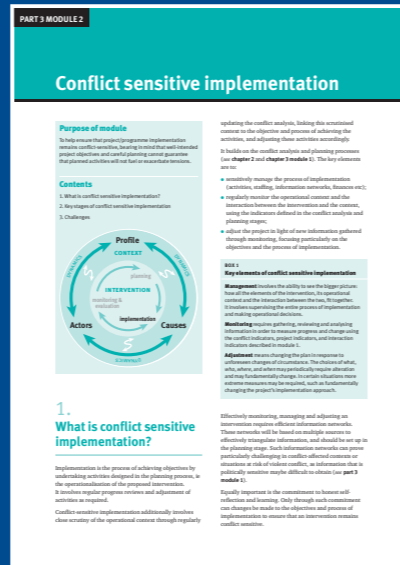 PART 3 MODULE 2
Conflict sensitive implementation
Purpose of module
To help ensure that project/programme implementation
remains conflict-sensitive, bearing in mind that well-intended
project objectives and careful planning cannot guarantee
that planned activities will not fuel or exacerbate tensions.
Contents
1. What is conflict sensitive implementation?
2. Key stages of conflict sensitive implementation
3. Challenges
Profile
CONTEXT
DYNAMICS
DYNAMICS
planning
INTERVENTION
monitoring &
evaluation
implementation
Actors
Causes
DYNAMICS
1.
What is conflict sensitive
implementation?
Implementation is the process of achieving objectives by
undertaking activities designed in the planning process, ie
the operationalisation of the proposed intervention.
It involves regular progress reviews and adjustment of
activities as required.
Conflict-sensitive implementation additionally involves
close scrutiny of the operational context through regularly
updating the conflict analysis, linking this scrutinised
context to the objective and process of achieving the
activities, and adjusting these activities accordingly.
It builds on the conflict analysis and planning processes
(see chapter 2 and chapter 3 module 1). The key elements
are to:
● sensitively manage the process of implementation
(activities, staffing, information networks, finances etc);
● regularly monitor the operational context and the
interaction between the intervention and the context,
using the indicators defined in the conflict analysis and
planning stages;
● adjust the project in light of new information gathered
through monitoring, focusing particularly on the
objectives and the process of implementation.
BOX 1
Key elements of conflict sensitive implementation
Management involves the ability to see the bigger picture:
how all the elements of the intervention, its operational
context and the interaction between the two, fit together.
It involves supervising the entire process of implementation
and making operational decisions.
Monitoring requires gathering, reviewing and analysing
information in order to measure progress and change using
the conflict indicators, project indicators, and interaction
indicators described in module 1.
Adjustment means changing the plan in response to
unforeseen changes of circumstance. The choices of what,
who, where, and when may periodically require alteration
and may fundamentally change. In certain situations more
extreme measures may be required, such as fundamentally
changing the project's implementation approach.
Effectively monitoring, managing and adjusting an
intervention requires efficient information networks.
These networks will be based on multiple sources to
effectively triangulate information, and should be set up in
the planning stage. Such information networks can prove
particularly challenging in conflict-affected contexts or
situations at risk of violent conflict, as information that is
politically sensitive maybe difficult to obtain (see part 3
module 1).
Equally important is the commitment to honest self-
reflection and learning. Only through such commitment
can changes be made to the objectives and process of
implementation to ensure that an intervention remains
conflict sensitive.